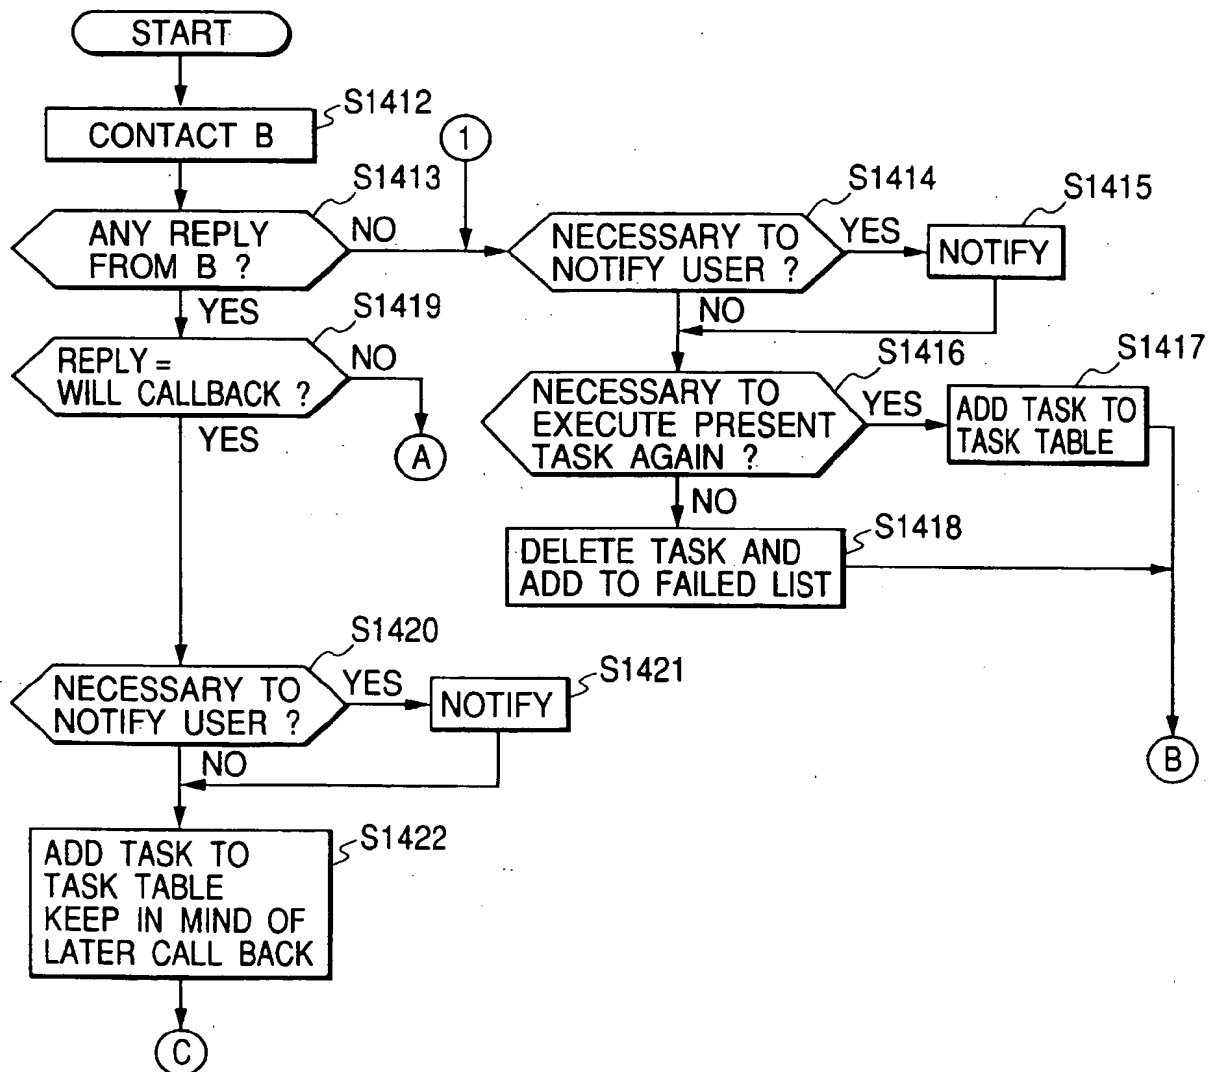 START
S1412
CONTACT B
1
S1413
ANY REPLY
FROM B ?
NO
YES
S1414
NECESSARY TO
NOTIFY USER ?
YES
NO
S1415
NOTIFY
S1419
REPLY =
WILL CALLBACK ?
NO
YES
A
S1416
NECESSARY TO
EXECUTE PRESENT
TASK AGAIN ?
YES
NO
S1417
ADD TASK TO
TASK TABLE
S1418
DELETE TASK AND
ADD TO FAILED LIST
S1420
NECESSARY TO
NOTIFY USER ?
YES
NO
S1421
NOTIFY
B
S1422
ADD TASK TO
TASK TABLE
KEEP IN MIND OF
LATER CALL BACK
C